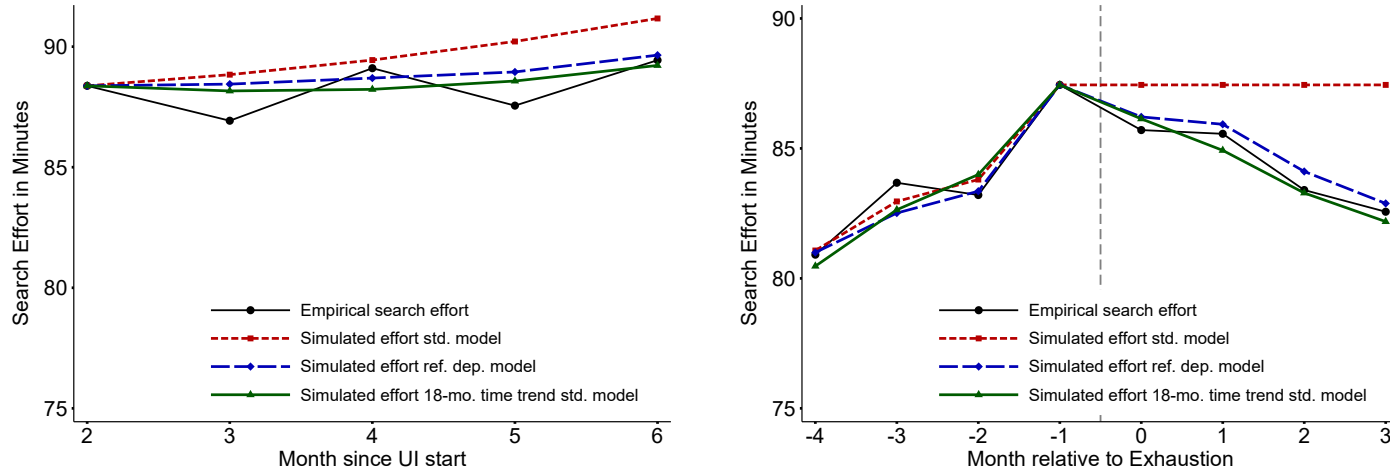 Search Effort in Minutes
90
85
80
75
Empirical search effort
Simulated effort std. model
Simulated effort ref. dep. model
Simulated effort 18-mo. time trend std. model
2 3 4 5 6
Month since UI start
Search Effort in Minutes
90
85
80
75
Empirical search effort
Simulated effort std. model
Simulated effort ref. dep. model
Simulated effort 18-mo. time trend std. model
-4 -3 -2 -1 0 1 2 3
Month relative to Exhaustion